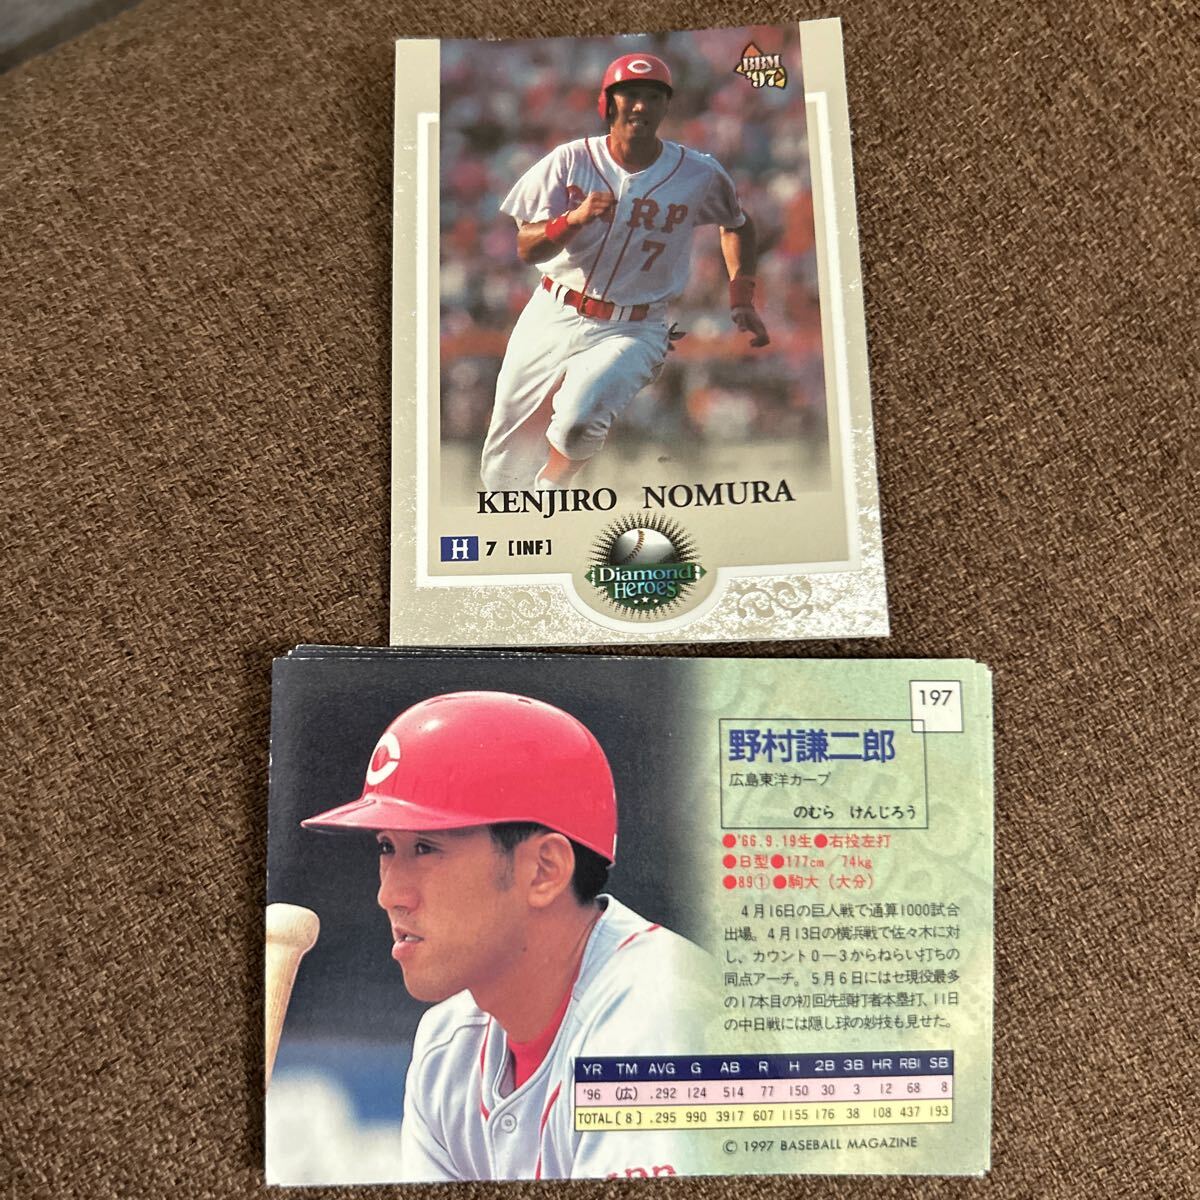 BBM
'97
CARP
7
KENJIRO NOMURA
H 7 [INF]
Diamond
Heroes
197
野村謙二郎
広島東洋カープ
のむら けんじろう
●'66.9.19生●右投左打
●B型●177cm/74kg
●89①●駒大(大分)
4月16日の巨人戦で通算1000試合
出場。4月13日の横浜戦で佐々木に対
し、カウント0−3からねらい打ちの
同点アーチ。5月6日にはセ現役最多
の17本目の初回先頭打者本塁打、11日
の中日戦には隠し球の妙技も見せた。
YR TM AVG G AB R H 2B 3B HR RBI SB
'96 (広) .292 124 514 77 150 30 3 12 68 8
TOTAL [8] .295 990 3917 607 1155 176 38 108 437 193
© 1997 BASEBALL MAGAZINE